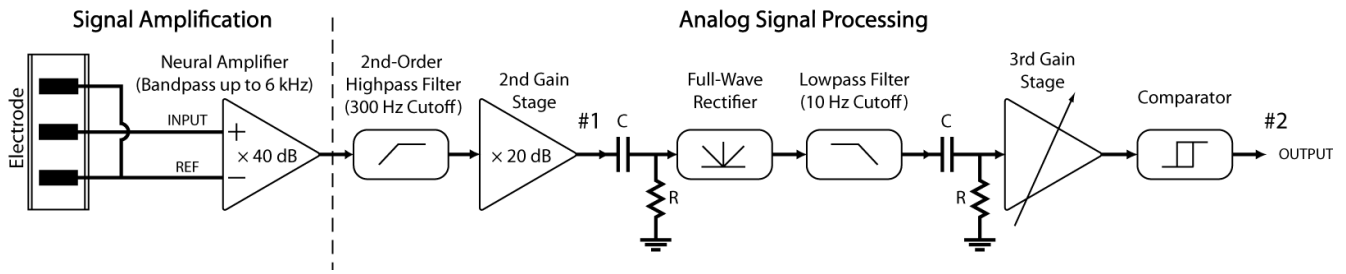 Signal Amplification
Analog Signal Processing
Electrode
Neural Amplifier
(Bandpass up to 6 kHz)
INPUT
+
× 40 dB
REF
−
2nd-Order
Highpass Filter
(300 Hz Cutoff)
2nd Gain
Stage
× 20 dB
#1
C
R
Full-Wave
Rectifier
Lowpass Filter
(10 Hz Cutoff)
C
R
3rd Gain
Stage
Comparator
#2
OUTPUT